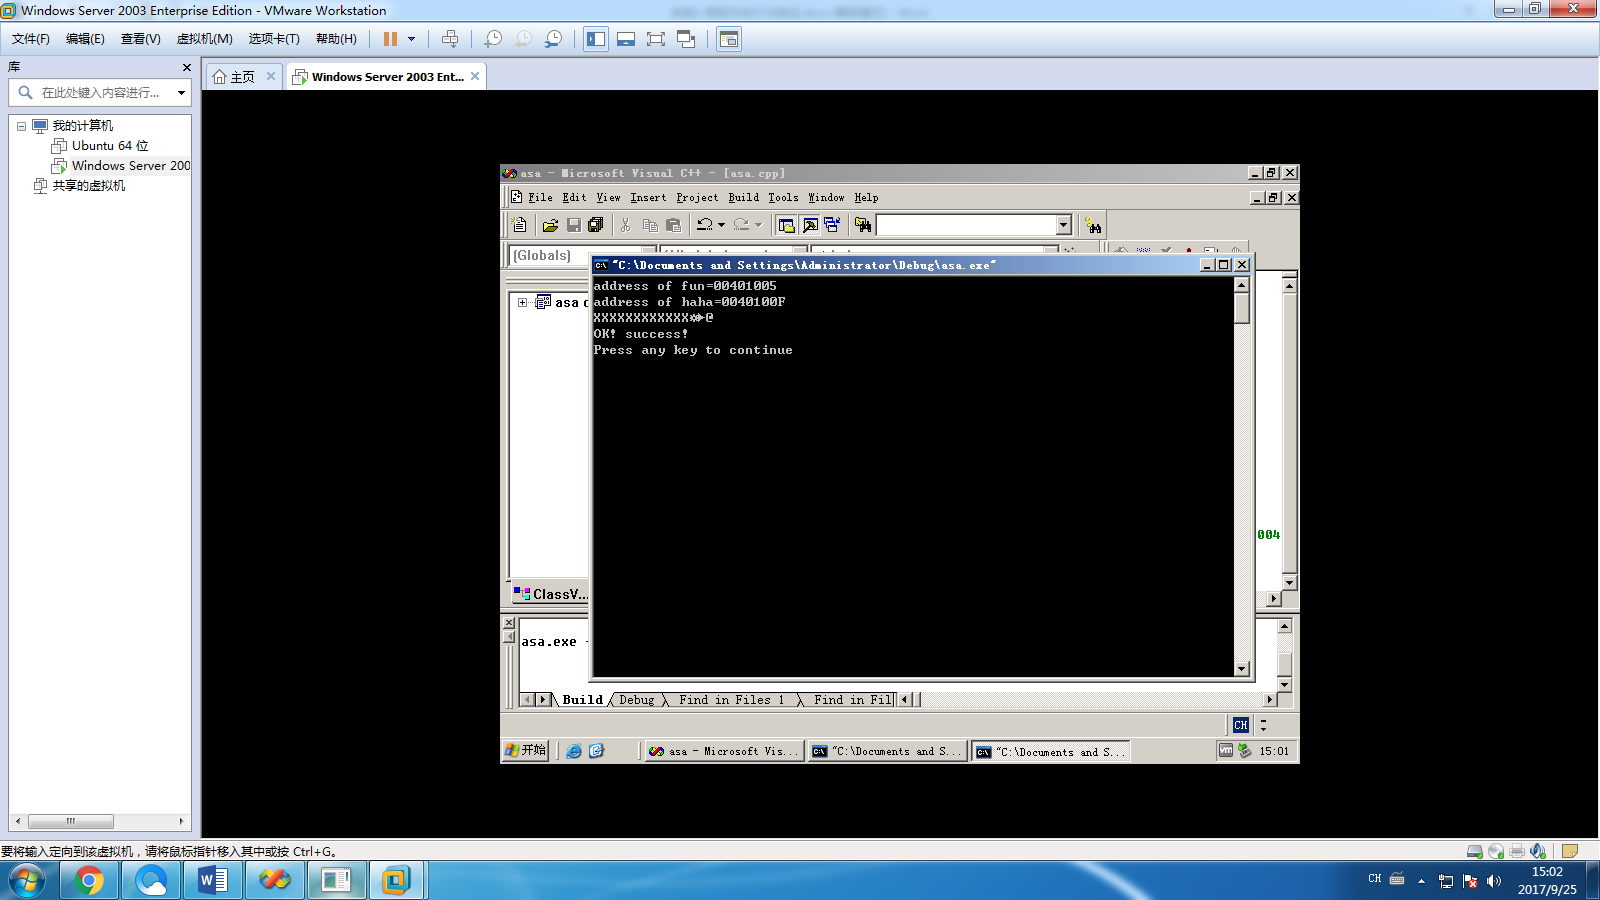 Windows Server 2003 Enterprise Edition - VMware Workstation
文件(F) 编辑(E) 查看(V) 虚拟机(M) 选项卡(T) 帮助(H)
库
在此处键入内容进行...
我的计算机
Ubuntu 64 位
Windows Server 200
共享的虚拟机
主页
Windows Server 2003 Ent...
asa - Microsoft Visual C++ - [asa.cpp]
File Edit View Insert Project Build Tools Window Help
(Globals)
"C:\Documents and Settings\Administrator\Debug\asa.exe"
address of fun=00401005
address of haha=0040100F
XXXXXXXXXXXX☼►@
OK! success!
Press any key to continue
asa c
004
ClassV...
asa.exe -
Build Debug Find in Files 1 Find in Fil
CH
开始
asa - Microsoft Vis...
"C:\Documents and S...
"C:\Documents and S...
vm
15:01
要将输入定向到该虚拟机，请将鼠标指针移入其中或按 Ctrl+G。
CH
15:02
2017/9/25